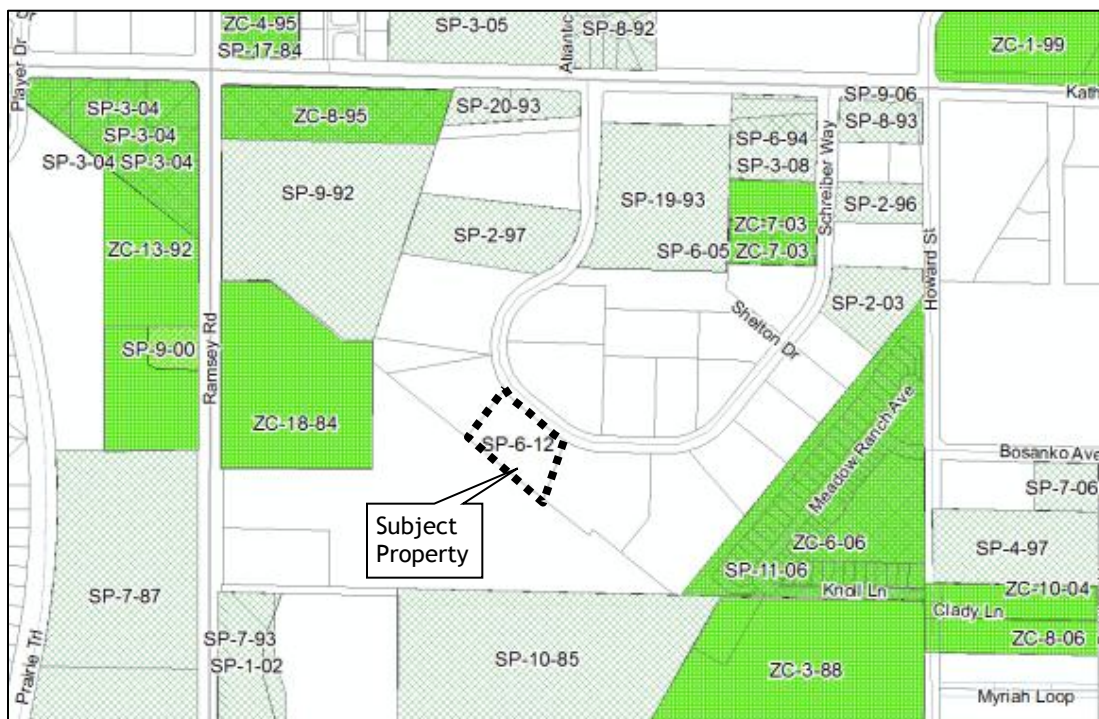 Dr
Player Dr
ZC-4-95
SP-17-84
SP-3-05
Atlantic
SP-8-92
ZC-1-99
Kath
SP-3-04
SP-3-04
SP-3-04 SP-3-04
ZC-8-95
SP-20-93
SP-9-06
SP-8-93
SP-6-94
SP-3-08
Schreiber Way
SP-9-92
SP-19-93
SP-2-96
SP-2-97
ZC-7-03
SP-6-05 ZC-7-03
ZC-13-92
Howard St
SP-2-03
Shelton Dr
SP-9-00
Ramsey Rd
ZC-18-84
SP-6-12
Meadow Ranch Ave
Bosanko Ave
SP-7-06
Subject
Property
ZC-6-06
SP-4-97
SP-11-06
Knoll Ln
ZC-10-04
SP-7-87
Clady Ln
SP-7-93
SP-1-02
SP-10-85
ZC-8-06
ZC-3-88
Prairie Trl
Myriah Loop